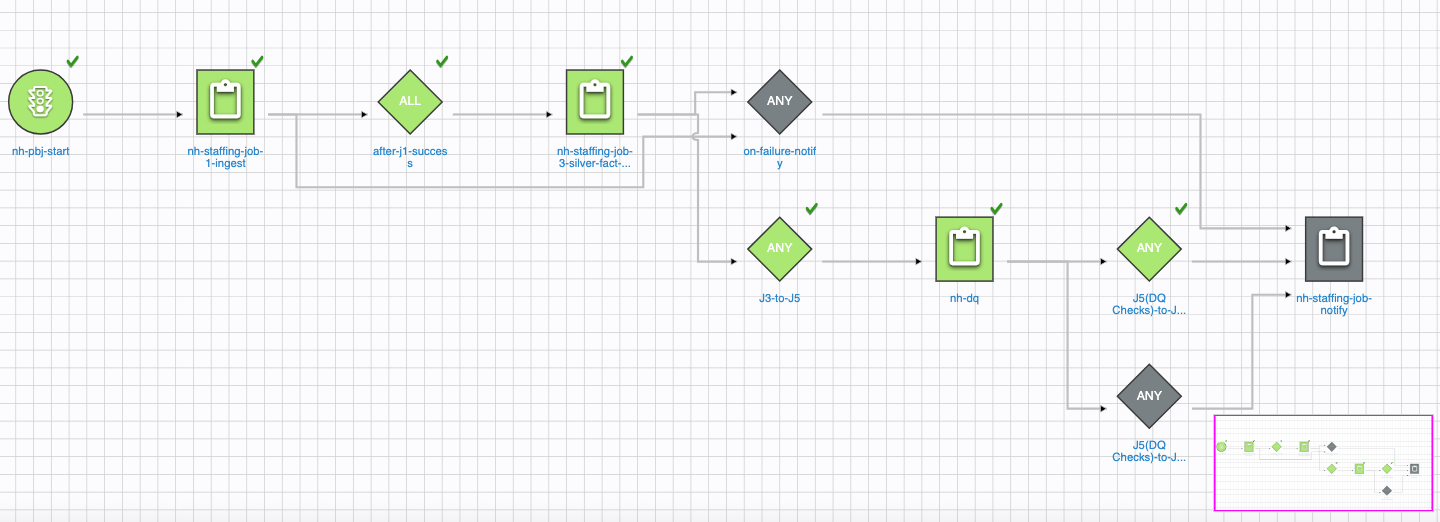 ALL
ANY
nh-pbj-start
nh-staffing-job-
1-ingest
after-j1-succes
s
nh-staffing-job-
3-silver-fact-...
on-failure-notif
y
ANY
ANY
J3-to-J5
nh-dq
J5(DQ
Checks)-to-J...
nh-staffing-job-
notify
ANY
J5(DQ
Checks)-to-J...